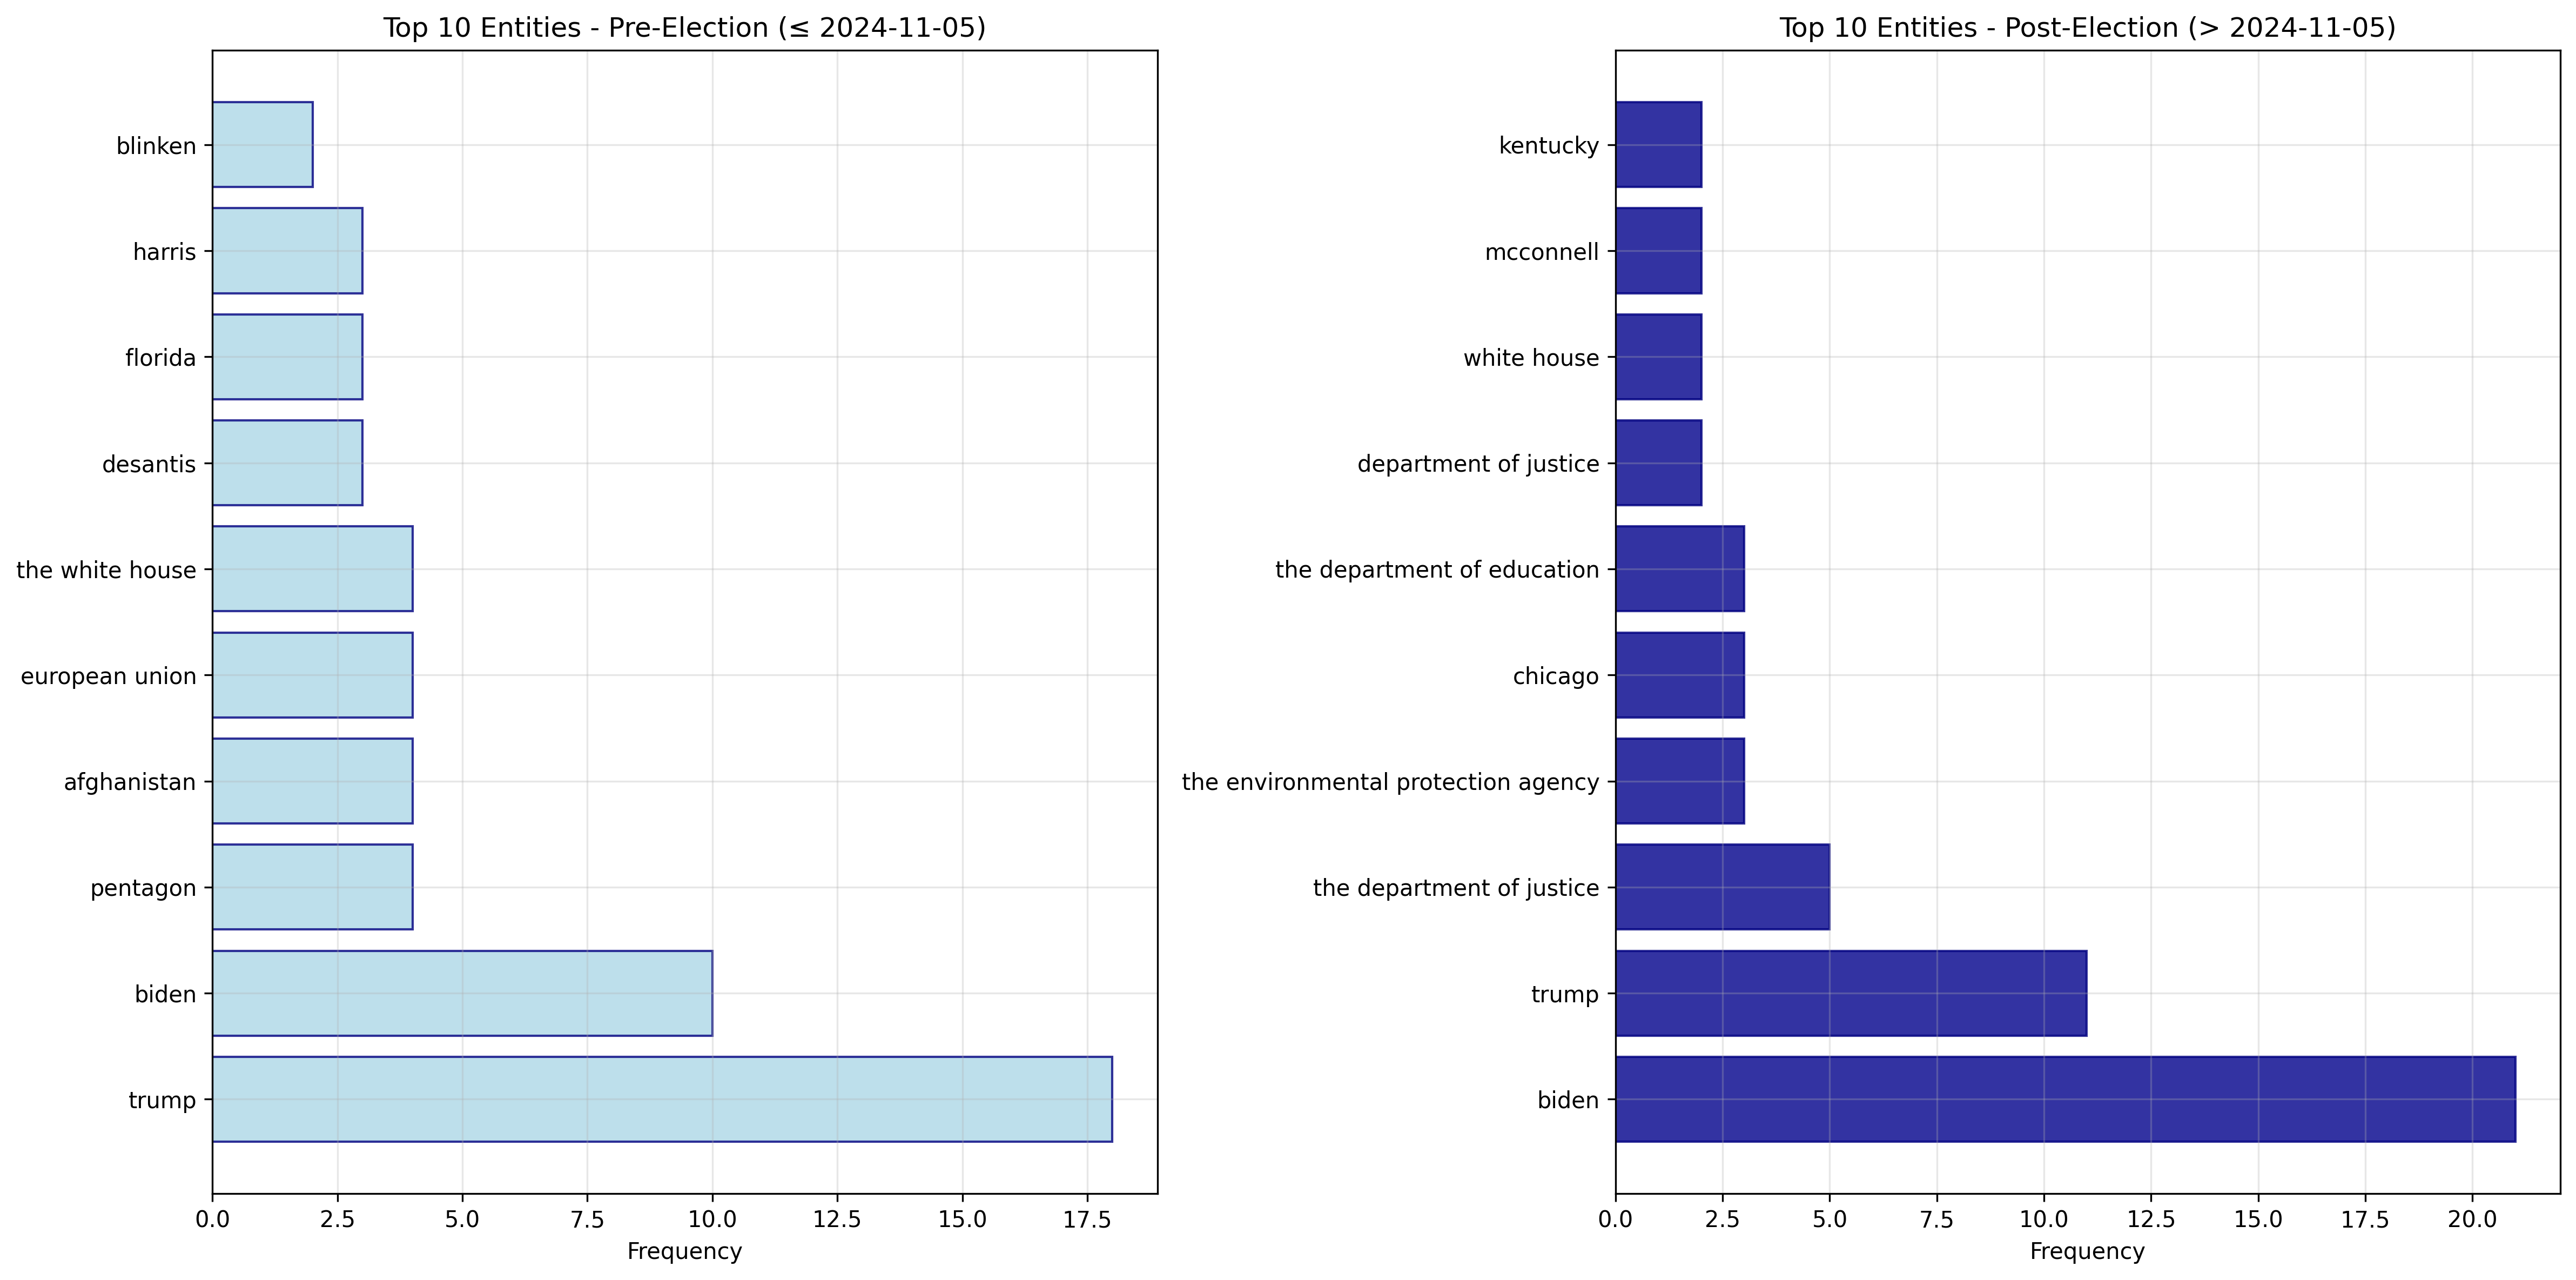 Top 10 Entities - Pre-Election (≤ 2024-11-05)
blinken
harris
florida
desantis
the white house
european union
afghanistan
pentagon
biden
trump
0.0 2.5 5.0 7.5 10.0 12.5 15.0 17.5
Frequency
Top 10 Entities - Post-Election (> 2024-11-05)
kentucky
mcconnell
white house
department of justice
the department of education
chicago
the environmental protection agency
the department of justice
trump
biden
0.0 2.5 5.0 7.5 10.0 12.5 15.0 17.5 20.0
Frequency